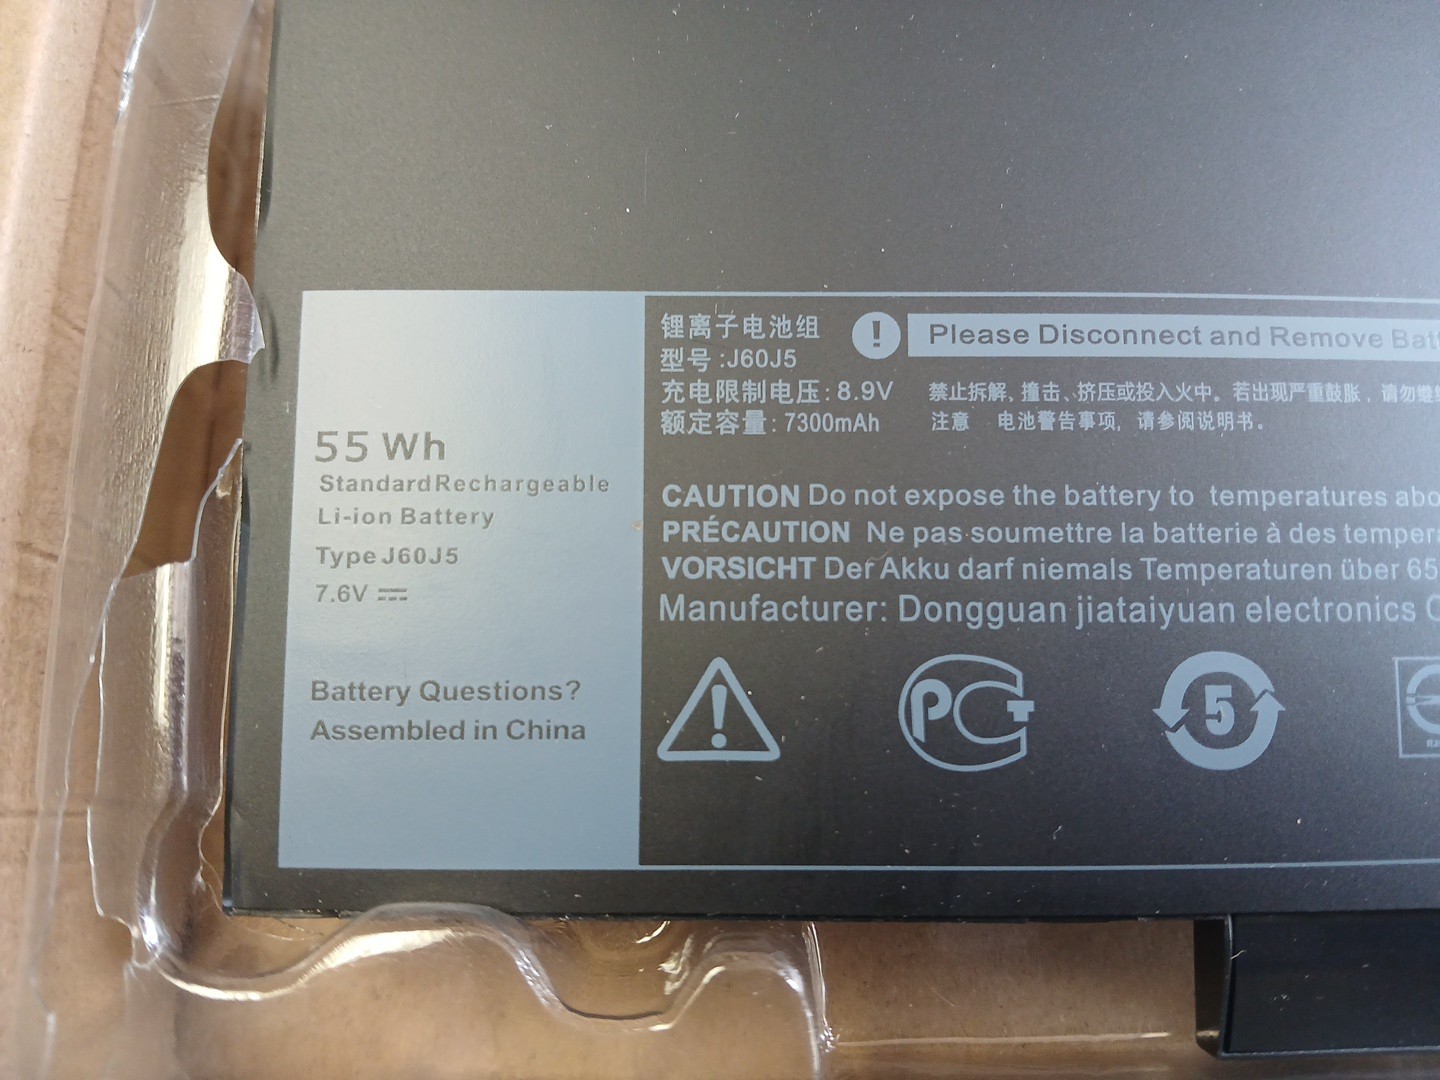 55 Wh
Standard Rechargeable
Li-ion Battery
Type J60J5
7.6V
Battery Questions?
Assembled in China
锂离子电池组
型号:J60J5
充电限制电压: 8.9V
额定容量: 7300mAh
! Please Disconnect and Remove
禁止拆解、撞击、挤压或投入火中。若出现严重鼓胀，请勿继
注意 电池警告事项, 请参阅说明书。
CAUTION Do not expose the battery to temperatures
PRÉCAUTION Ne pas soumettre la batterie à des
VORSICHT Der Akku darf niemals Temperaturen über 65
Manufacturer: Dongguan jiataiyuan electronics
!
PG
5